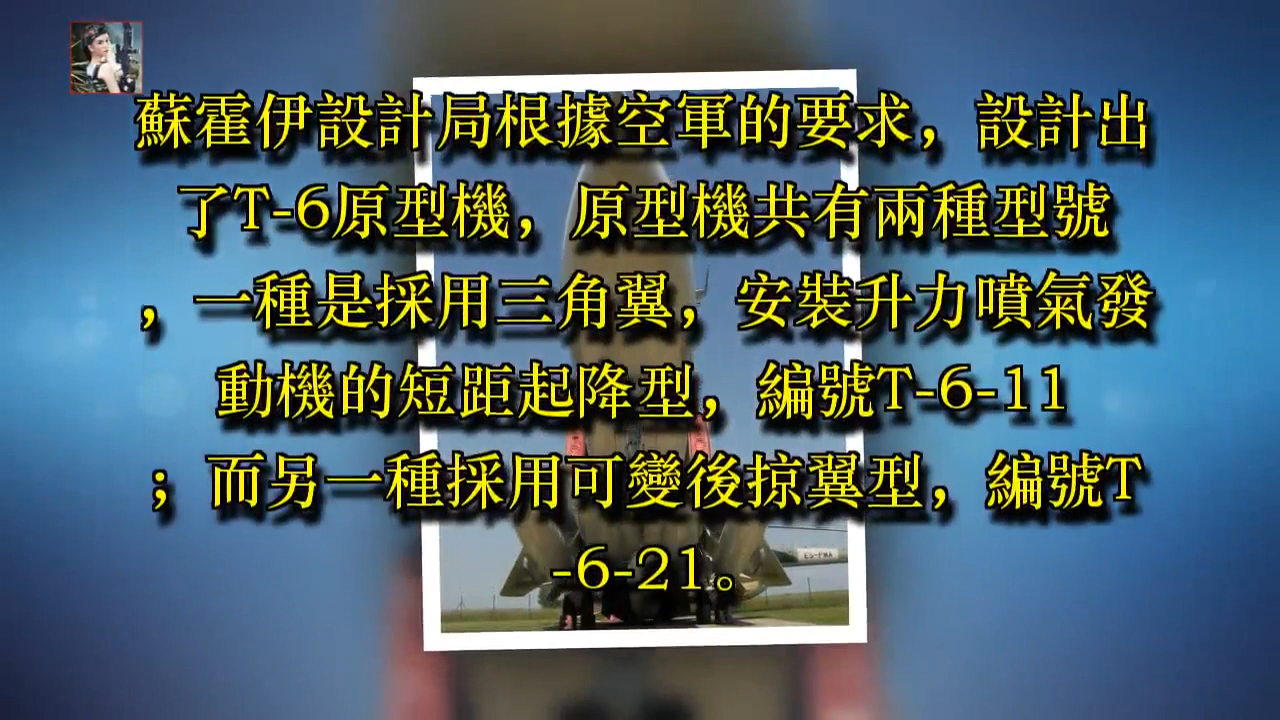 蘇霍伊設計局根據空軍的要求，設計出
了T-6原型機，原型機共有兩種型號
，一種是採用三角翼，安裝升力噴氣發
動機的短距起降型，編號T-6-11
；而另一種採用可變後掠翼型，編號T
-6-21。
ES-PMA